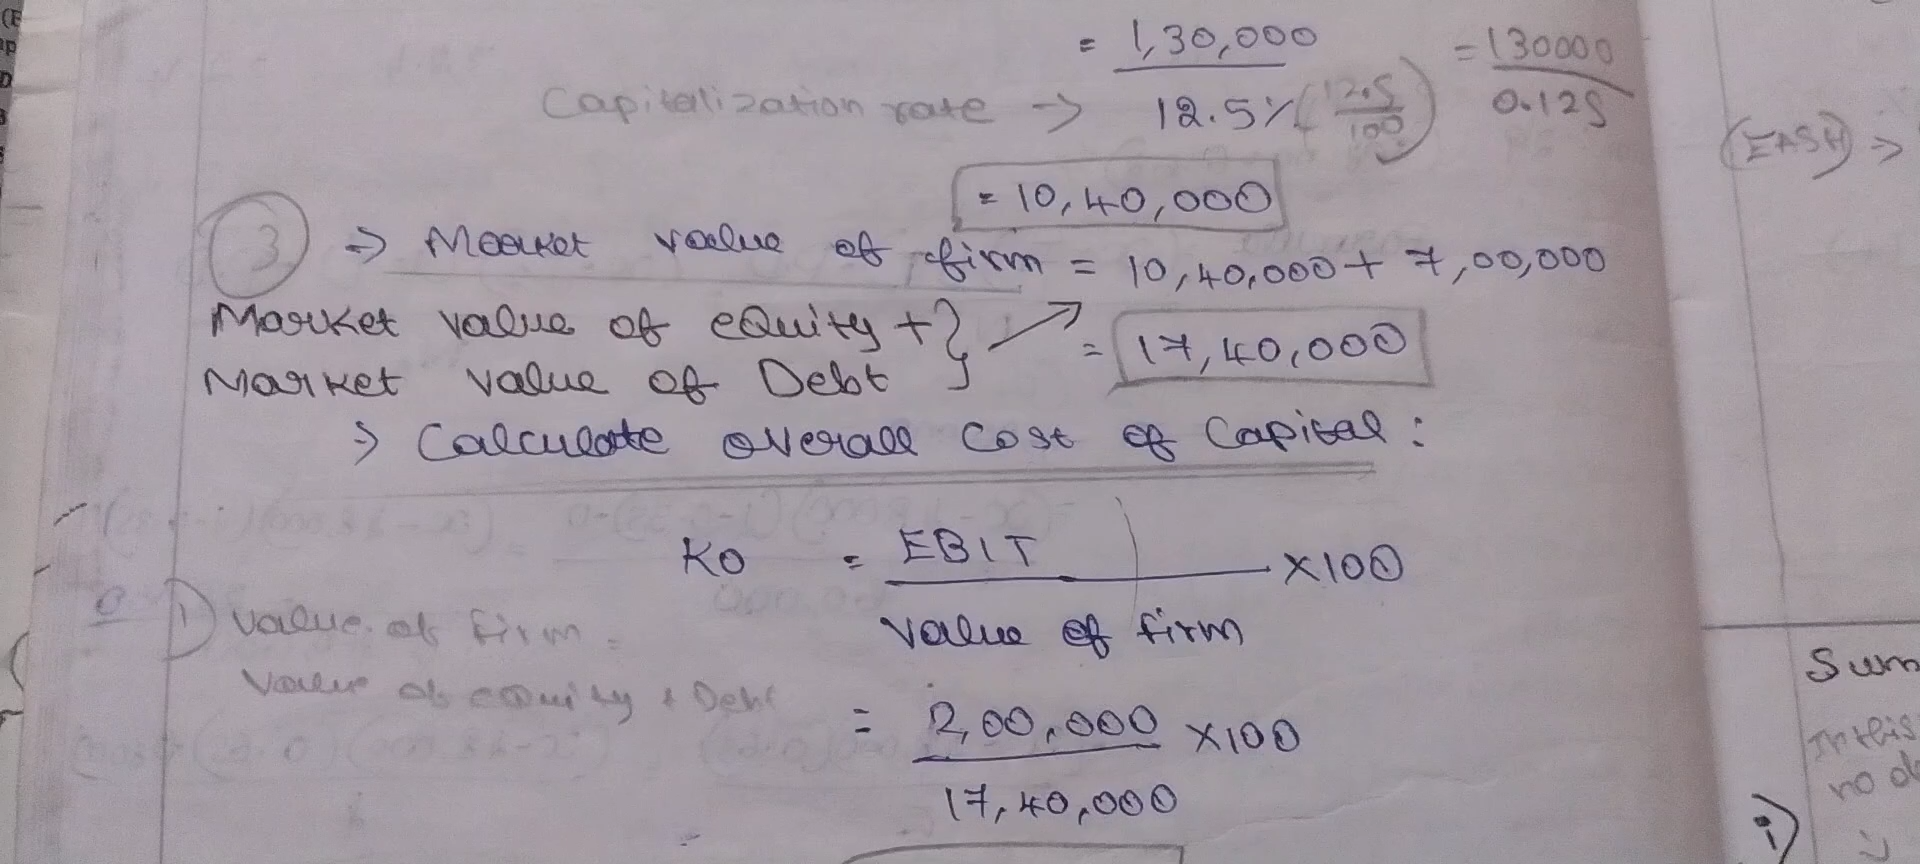 = 1,30,000 = 130000
Capitalization rate → 12.5% (12.5/100) 0.125
= 10,40,000
(EASH) →
3 ⇒ Market value of firm = 10,40,000 + 7,00,000
Market value of equity +
Market value of Debt } → = 17,40,000
⇒ Calculate overall cost of capital :
Ko = EBIT × 100
value of firm
1) Value of firm =
Value of equity + Debt
= 2,00,000 × 100
17,40,000
=
Sum
In this
no
i)